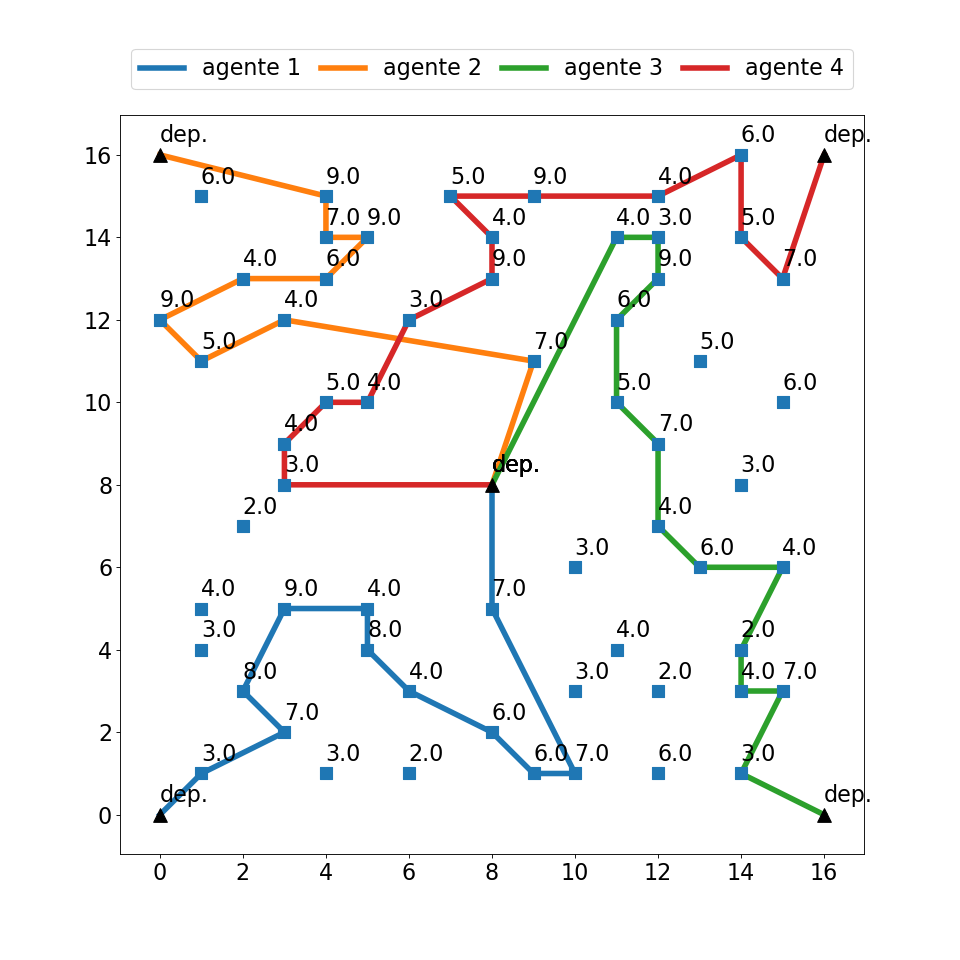 agente 1 agente 2 agente 3 agente 4
dep. 6.0 dep.
16
6.0 9.0 5.0 9.0 4.0
7.0 9.0 4.0 4.0 3.0 5.0
14
4.0 6.0 9.0 9.0 7.0
9.0 4.0 3.0 6.0
12
5.0 7.0 5.0
5.0 4.0 5.0 6.0
10
4.0 7.0
3.0 dep. 3.0
8
2.0 4.0
3.0 6.0 4.0
6
4.0 9.0 4.0 7.0
3.0 8.0 4.0 2.0
4
8.0 4.0 3.0 2.0 4.0 7.0
7.0 6.0
2
3.0 3.0 2.0 6.0 7.0 6.0 3.0
dep. dep.
0
0 2 4 6 8 10 12 14 16